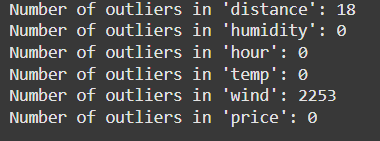 Number of outliers in 'distance': 18
Number of outliers in 'humidity': 0
Number of outliers in 'hour': 0
Number of outliers in 'temp': 0
Number of outliers in 'wind': 2253
Number of outliers in 'price': 0